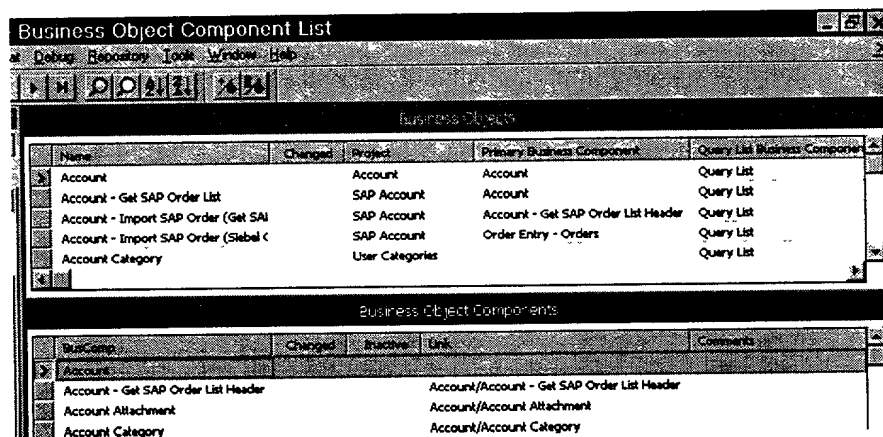 Business Object Component List
at Debug Repository Tools Window Help
Business Objects
Name Changed Project Primary Business Component Query List Business Componen
Account Account Account Query List
Account - Get SAP Order List SAP Account Account Query List
Account - Import SAP Order (Get SAI SAP Account Account - Get SAP Order List Header Query List
Account - Import SAP Order (Siebel C SAP Account Order Entry - Orders Query List
Account Category User Categories Query List
Business Object Components
BusComp Changed Inactive Link Comments
Account
Account - Get SAP Order List Header Account/Account - Get SAP Order List Header
Account Attachment Account/Account Attachment
Account Category Account/Account Category